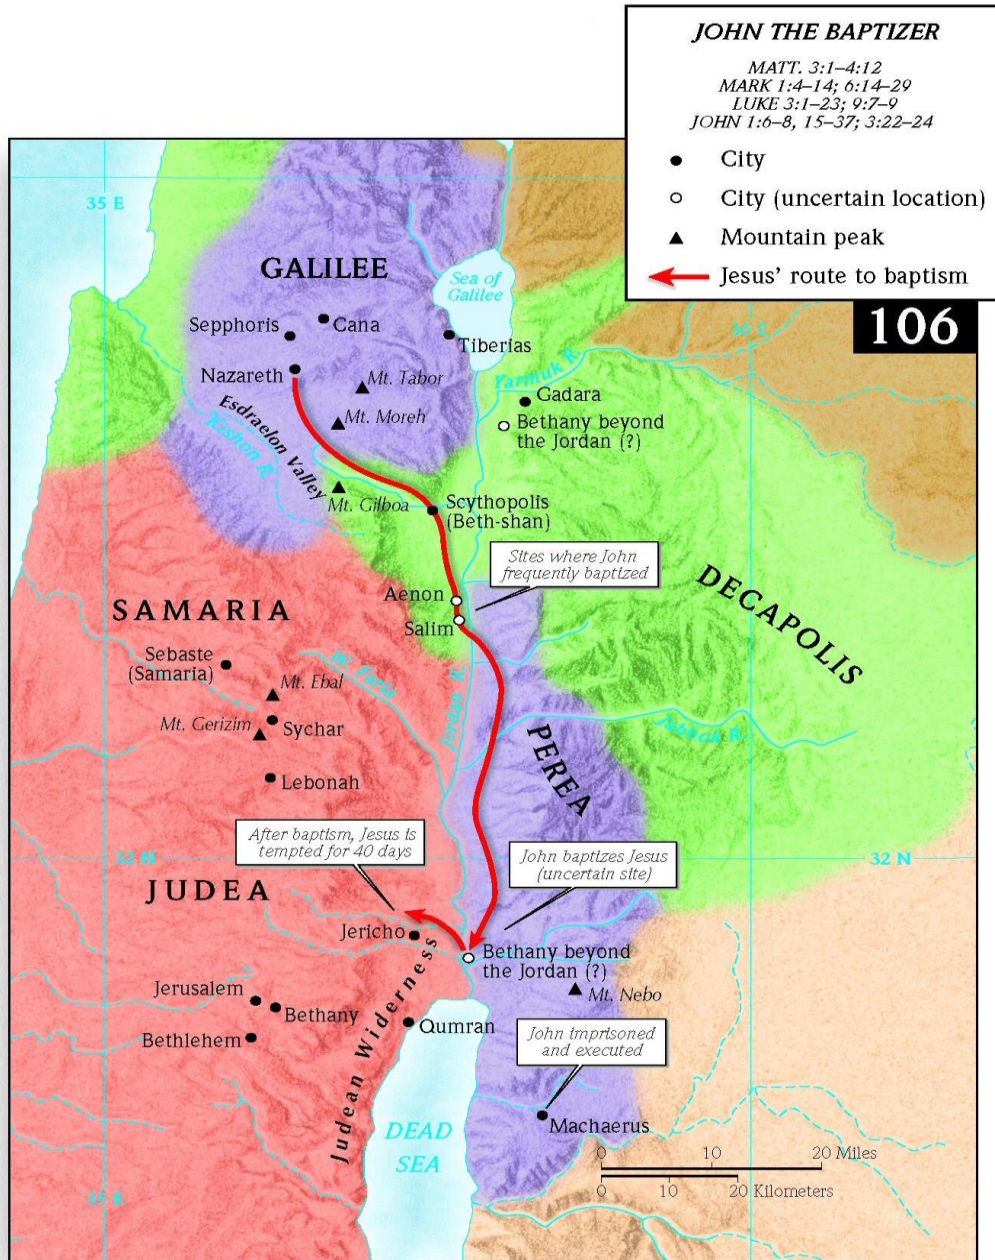 JOHN THE BAPTIZER
MATT. 3:1–4:12
MARK 1:4–14; 6:14–29
LUKE 3:1–23; 9:7–9
JOHN 1:6–8, 15–37; 3:22–24
City
City (uncertain location)
Mountain peak
Jesus' route to baptism
106
35 E
36 E
GALILEE
Sea of
Galilee
Sepphoris
Cana
Tiberias
Nazareth
Mt. Tabor
Yarmuk R.
Gadara
Mt. Moreh
Bethany beyond
the Jordan (?)
Esdraelon Valley
Kishon R.
Mt. Gilboa
Scythopolis
(Beth-shan)
Sites where John
frequently baptized
DECAPOLIS
Aenon
Salim
SAMARIA
Sebaste
(Samaria)
W. Faria
Mt. Ebal
Jordan R.
Mt. Gerizim
Sychar
Jabbok R.
PEREA
Lebonah
After baptism, Jesus is
tempted for 40 days
32 N
John baptizes Jesus
(uncertain site)
32 N
JUDEA
Jericho
Bethany beyond
the Jordan (?)
Mt. Nebo
Jerusalem
Bethany
Bethlehem
Judean Widerness
Qumran
John imprisoned
and executed
Machaerus
DEAD
SEA
0 10 20 Miles
0 10 20 Kilometers
35 E